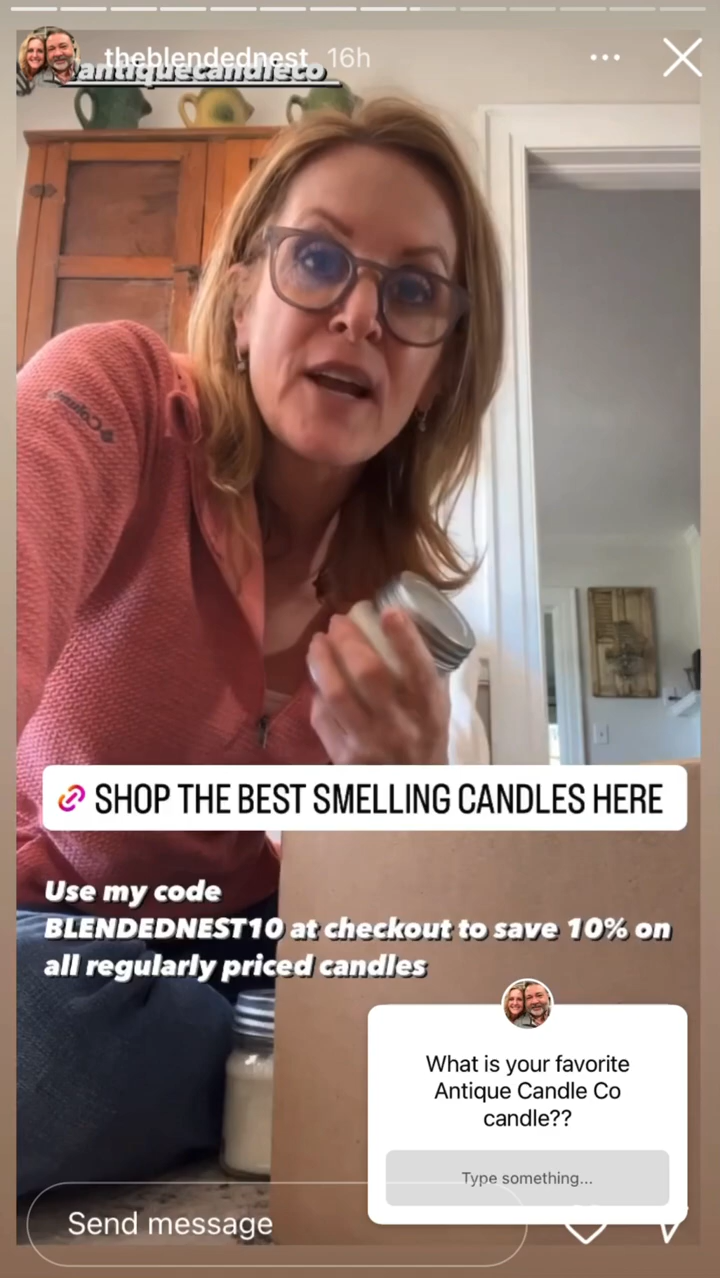 theblendednest 16h
antiquecandleco
Columbia
SHOP THE BEST SMELLING CANDLES HERE
Use my code
BLENDEDNEST10 at checkout to save 10% on
all regularly priced candles
What is your favorite
Antique Candle Co
candle??
Type something...
Send message